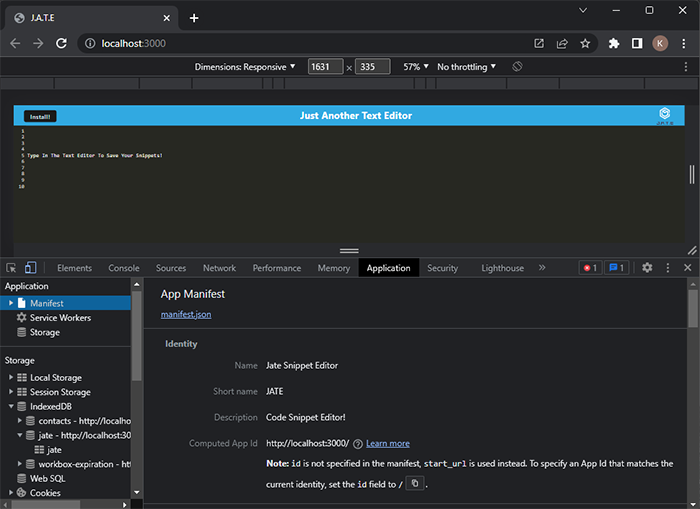 J.A.T.E
localhost:3000
K
Dimensions: Responsive 1631 × 335 57% No throttling
Install!
Just Another Text Editor
J.A.T.E
1
2
3
4
5 Type In The Text Editor To Save Your Snippets!
6
7
8
9
10
Elements Console Sources Network Performance Memory Application Security Lighthouse » 1 1
Application
Manifest
Service Workers
Storage
Storage
Local Storage
Session Storage
IndexedDB
contacts - http://localho
jate - http://localhost:30
jate
workbox-expiration - htt
Web SQL
Cookies
App Manifest
manifest.json
Identity
Name Jate Snippet Editor
Short name JATE
Description Code Snippet Editor!
Computed App Id http://localhost:3000/ ? Learn more
Note: id is not specified in the manifest, start_url is used instead. To specify an App Id that matches the
current identity, set the id field to / .